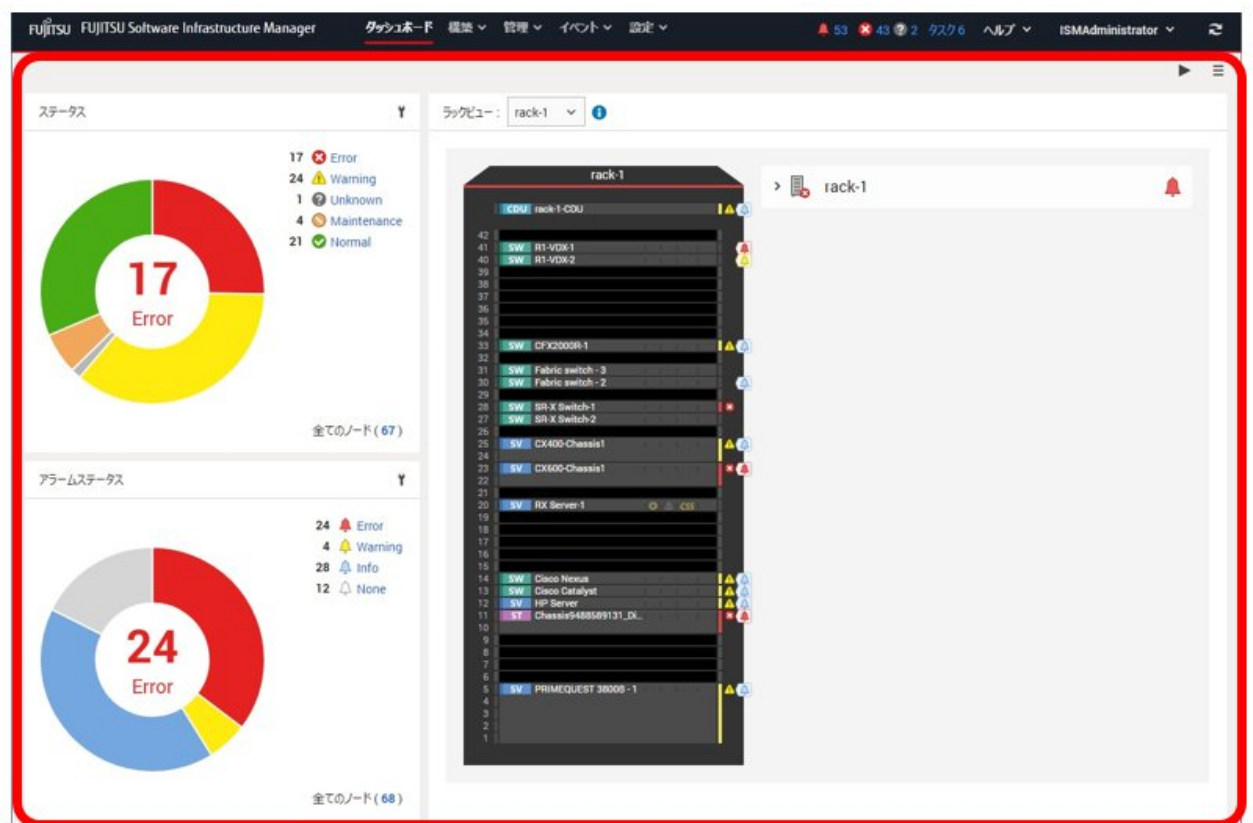 FUJITSU FUJITSU Software Infrastructure Manager ダッシュボード 構築 管理 イベント 設定 53 43 2 タスク 6 ヘルプ ISMAdministrator
ステータス
17 Error
24 Warning
1 Unknown
4 Maintenance
21 Normal
17
Error
全てのノード ( 67 )
アラームステータス
24 Error
4 Warning
28 Info
12 None
24
Error
全てのノード ( 68 )
ラックビュー : rack-1
rack-1
CDU rack-1-CDU
42
41 SW R1-VDX-1
40 SW R1-VDX-2
39
38
37
36
35
34
33 SW CFX2000R-1
32
31 SW Fabric switch - 3
30 SW Fabric switch - 2
29
28 SW SR-X Switch-1
27 SW SR-X Switch-2
26
25 SV CX400-Chassis1
24
23 SV CX600-Chassis1
22
21
20 SV RX Server-1 CSS
19
18
17
16
15
14 SW Cisco Nexus
13 SW Cisco Catalyst
12 SV HP Server
11 ST Chassis9488589131_Di...
10
9
8
7
6
5 SV PRIMEQUEST 3800B - 1
4
3
2
1
rack-1